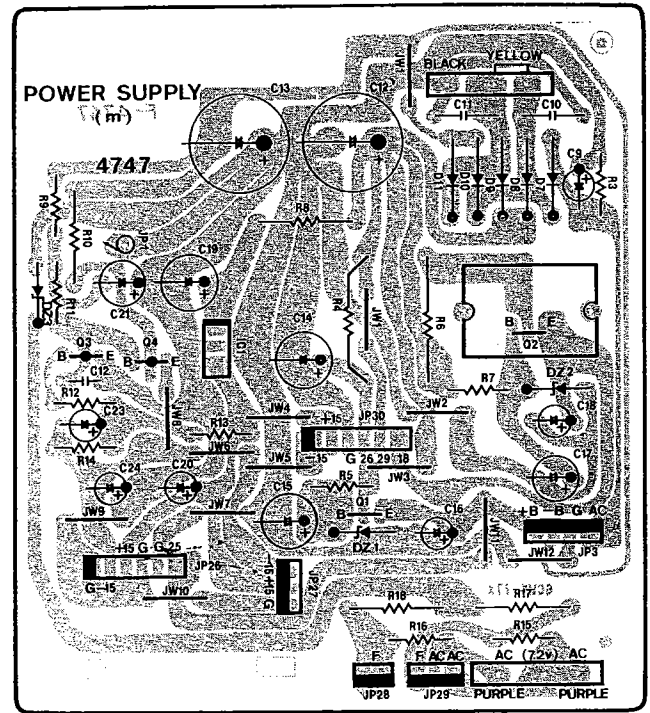 BLACK YELLOW
POWER SUPPLY
(m)
4747
C13 C12
C11 C10 C9
D11 D10 D9 D8 D7 R3
R9 R10 JP1 R8
C21 C19
R11
R4 JW1 R6
C14
B Q2 E
B Q3 E B Q4 E
C12
R12
C23
R14
JW8
R13
JW6
JW4 JW2
R7 DZ2
C18
+15 JP30
-15 G 26 29 18
JW5 JW3
C24 C20
JW9 JW7
C15
R5
B Q1 E
DZ1
C16
C17
+B -B G AC
JW11
JW12 JP3
+15 G G 25
JP26
G -15
JW10
-15 +15 G
JP27
R18 R17
R16 R15
F
JP28
F AC AC
JP29
AC (7.2V) AC
PURPLE PURPLE